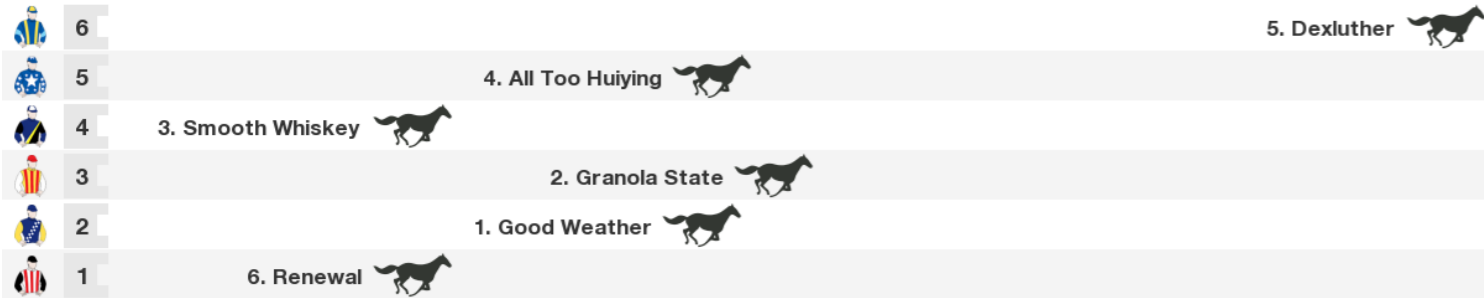 6 5. Dexluther
5 4. All Too Huiying
4 3. Smooth Whiskey
3 2. Granola State
2 1. Good Weather
1 6. Renewal